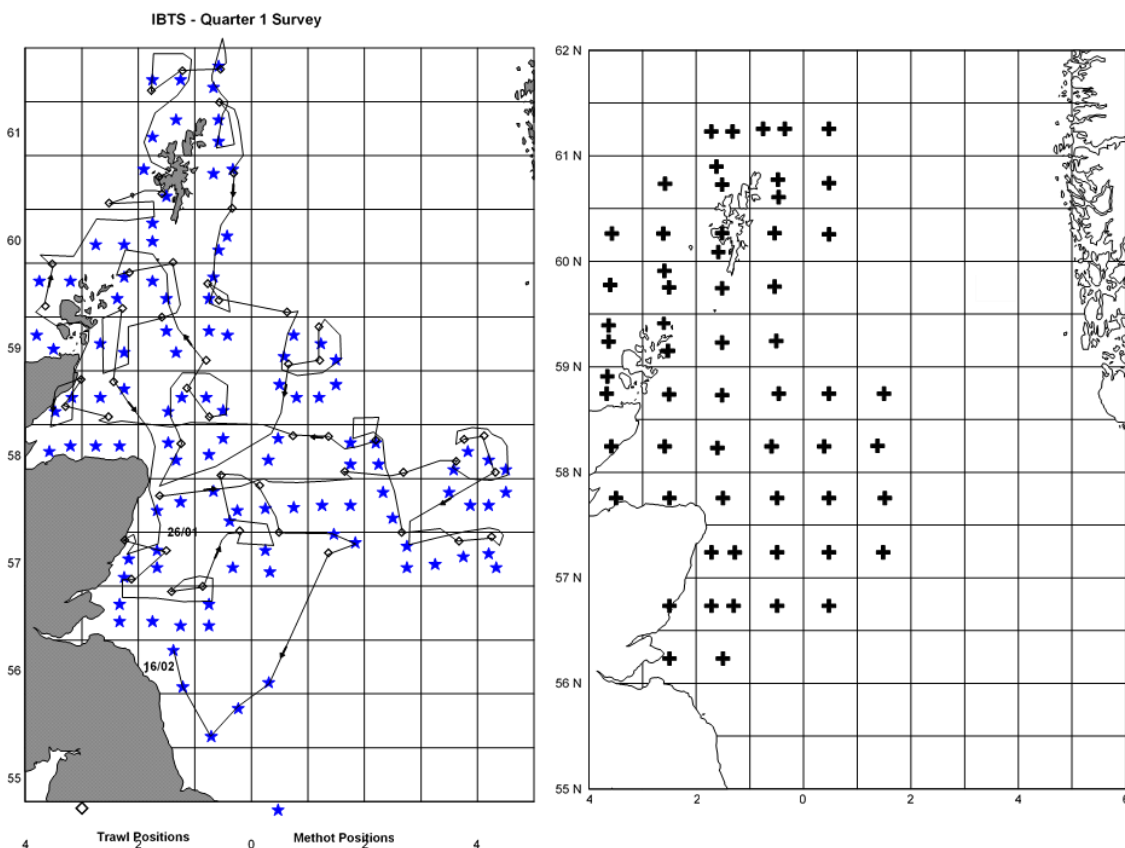 IBTS - Quarter 1 Survey
61
60
59
58
57
56
55
26/01
16/02
Trawl Positions
Methot Positions
4 2 0 2 4
62 N
61 N
60 N
59 N
58 N
57 N
56 N
55 N
4 2 0 2 4 6